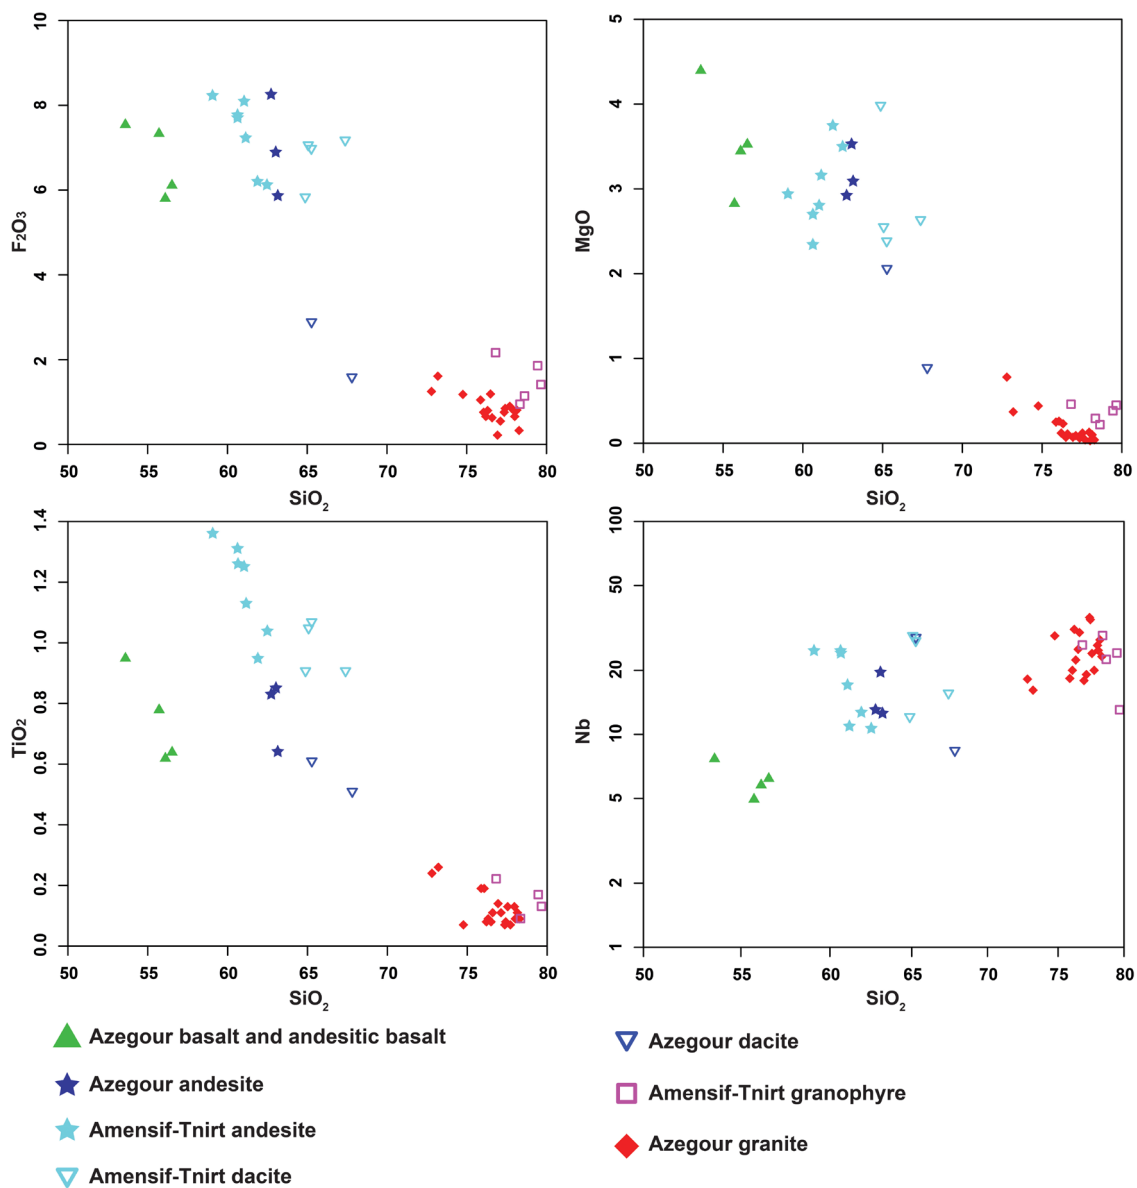 10
8
6
4
2
0
F₂O₃
50 55 60 65 70 75 80
SiO₂
5
4
3
2
1
0
MgO
50 55 60 65 70 75 80
SiO₂
1.4
1.2
1.0
0.8
0.6
0.4
0.2
0.0
TiO₂
50 55 60 65 70 75 80
SiO₂
100
50
20
10
5
2
1
Nb
50 55 60 65 70 75 80
SiO₂
Azegour basalt and andesitic basalt
Azegour andesite
Amensif-Tnirt andesite
Amensif-Tnirt dacite
Azegour dacite
Amensif-Tnirt granophyre
Azegour granite